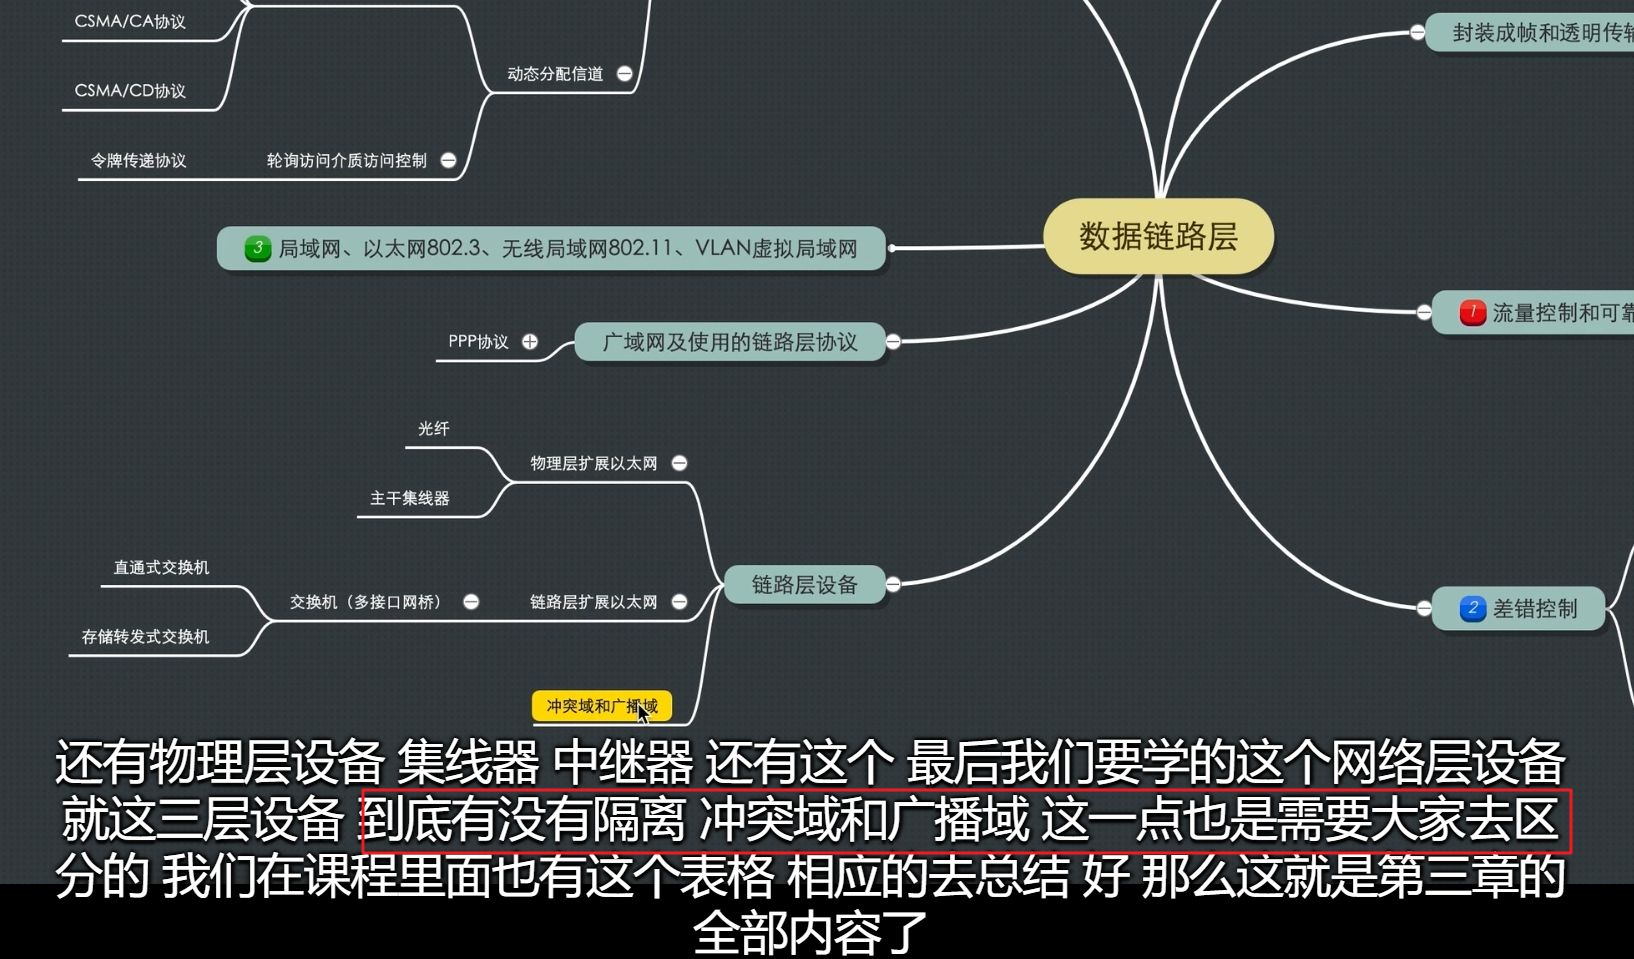 CSMA/CA协议
CSMA/CD协议
动态分配信道
令牌传递协议
轮询访问介质访问控制
封装成帧和透明传输
数据链路层
3 局域网、以太网802.3、无线局域网802.11、VLAN虚拟局域网
1 流量控制和可靠
PPP协议
广域网及使用的链路层协议
光纤
物理层扩展以太网
主干集线器
直通式交换机
交换机（多接口网桥）
链路层扩展以太网
链路层设备
存储转发式交换机
2 差错控制
冲突域和广播域
还有物理层设备 集线器 中继器 还有这个 最后我们要学的这个网络层设备
就这三层设备 到底有没有隔离 冲突域和广播域 这一点也是需要大家去区
分的 我们在课程里面也有这个表格 相应的去总结 好 那么这就是第三章的
全部内容了